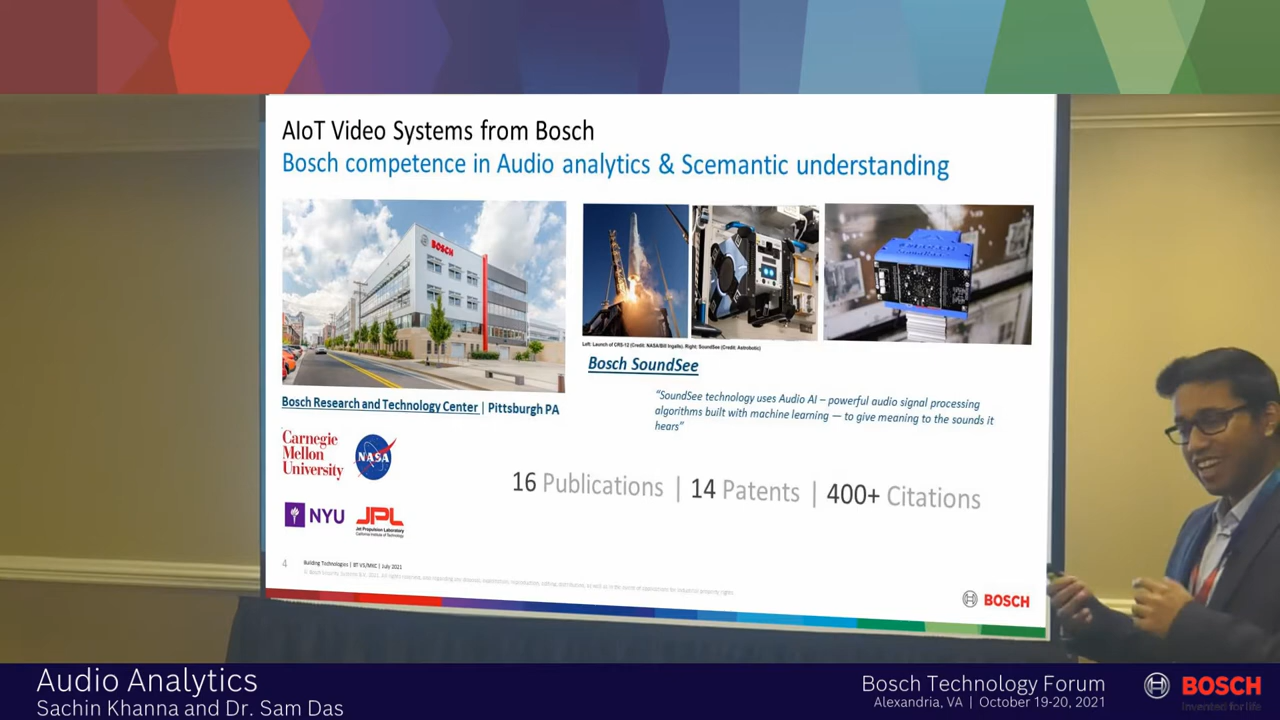 AIoT Video Systems from Bosch
Bosch competence in Audio analytics & Scemantic understanding
BOSCH
Left: Launch of CRS-12 (Credit: NASA/Bill Ingalls). Right: SoundSee (Credit: Astrobotic)
Bosch SoundSee
"SoundSee technology uses Audio AI – powerful audio signal processing
algorithms built with machine learning — to give meaning to the sounds it
hears"
Bosch Research and Technology Center | Pittsburgh PA
Carnegie
Mellon
University
NASA
16 Publications | 14 Patents | 400+ Citations
NYU
JPL
Jet Propulsion Laboratory
California Institute of Technology
4
Building Technologies | BT VS/MKC | July 2021
BOSCH
Audio Analytics
Sachin Khanna and Dr. Sam Das
Bosch Technology Forum
Alexandria, VA | October 19-20, 2021
BOSCH
Invented for life